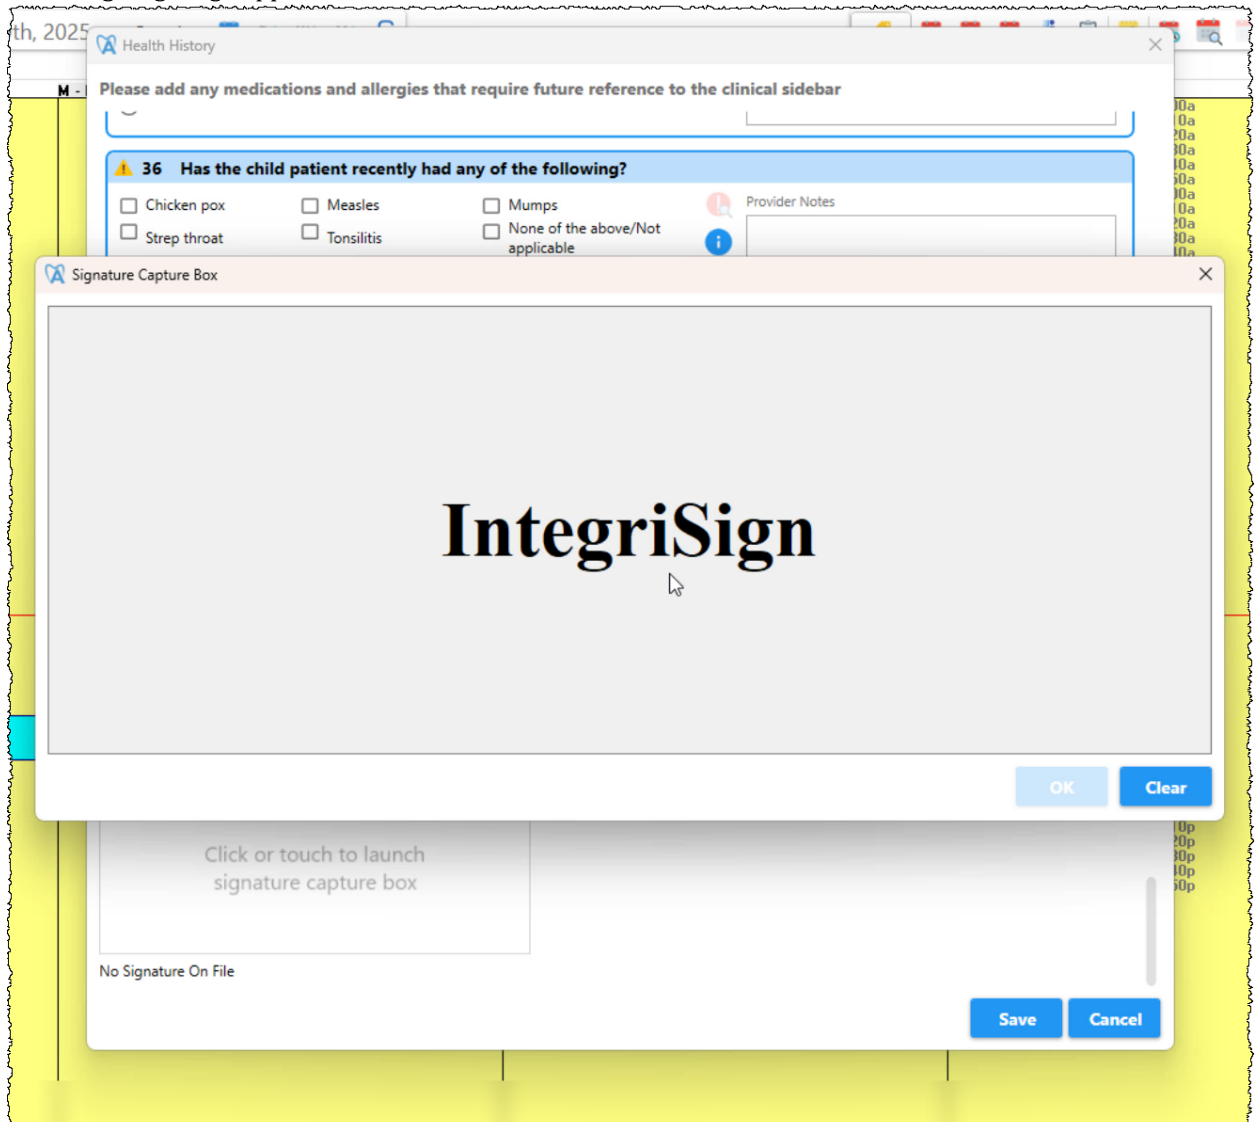 th, 2025
Health History
M -
Please add any medications and allergies that require future reference to the clinical sidebar
36 Has the child patient recently had any of the following?
Chicken pox Measles Mumps Provider Notes
Strep throat Tonsilitis None of the above/Not
applicable
Signature Capture Box
IntegriSign
OK Clear
Click or touch to launch
signature capture box
No Signature On File
Save Cancel